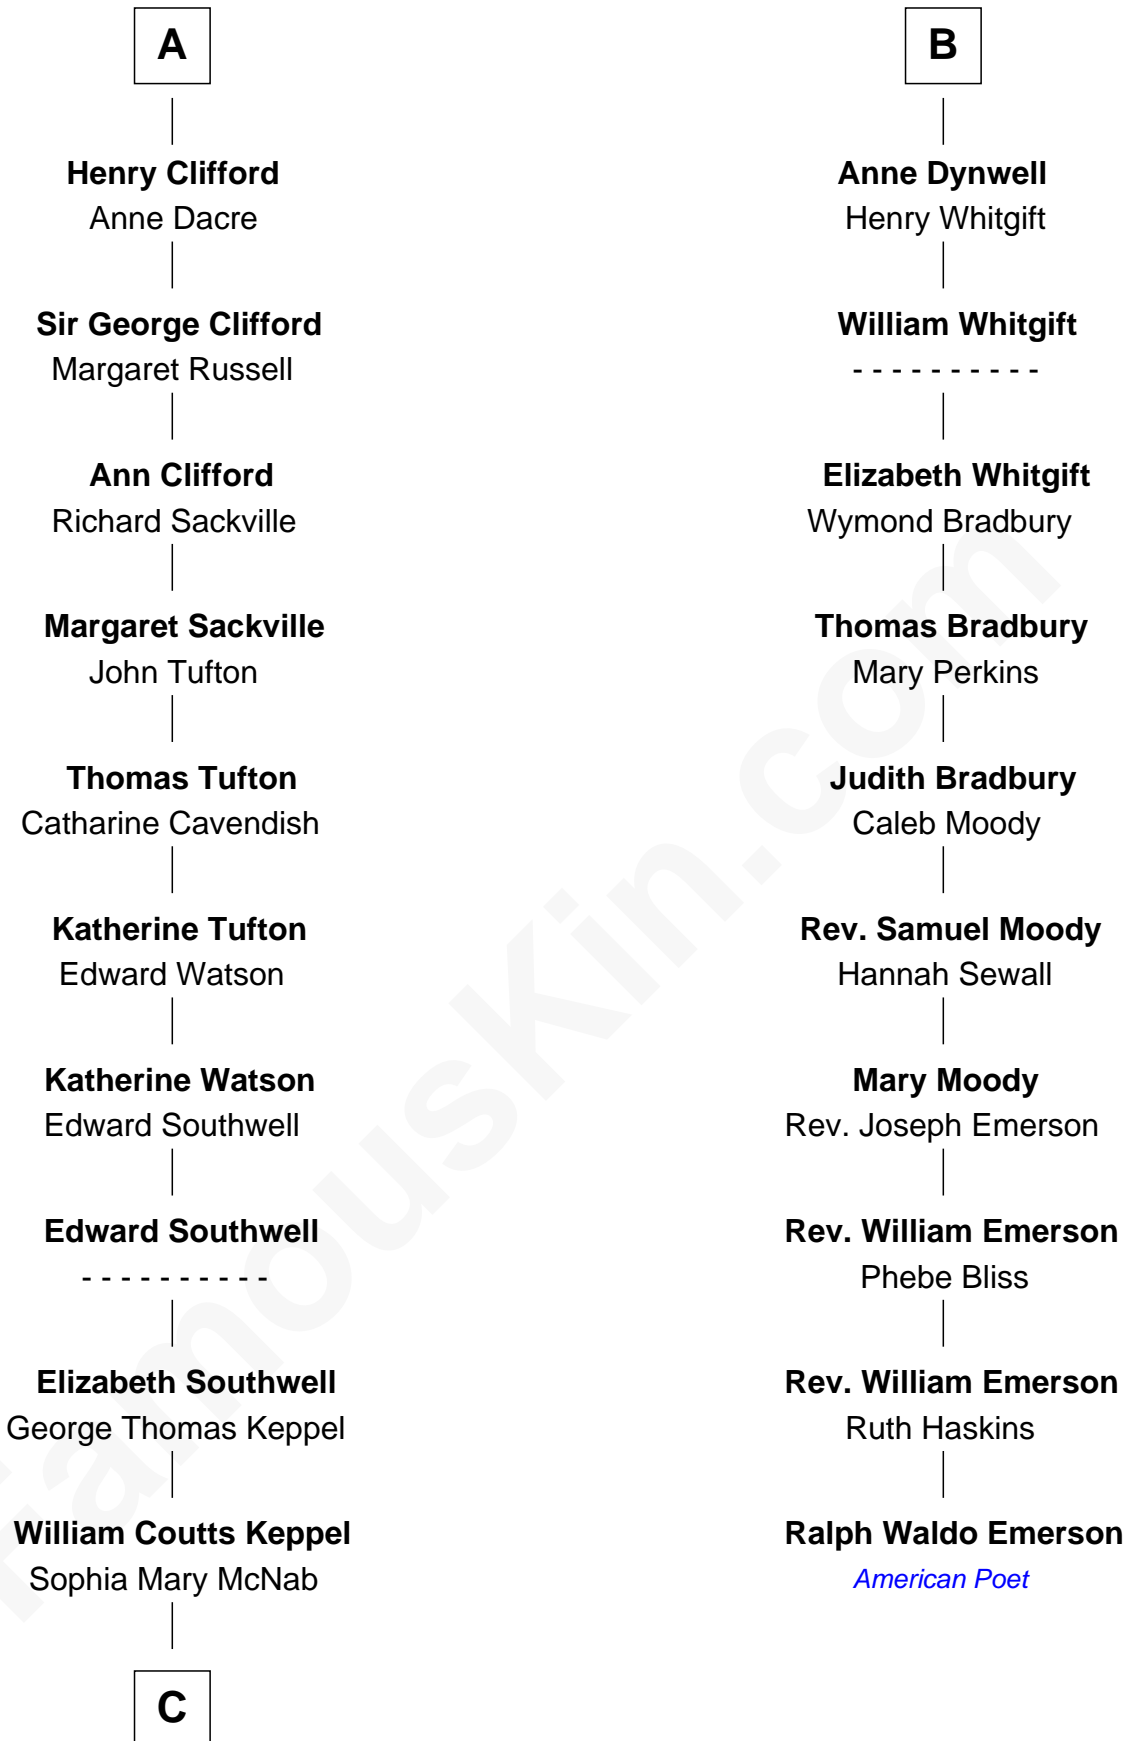 A
Henry Clifford
Anne Dacre
Sir George Clifford
Margaret Russell
Ann Clifford
Richard Sackville
Margaret Sackville
John Tufton
Thomas Tufton
Catharine Cavendish
Katherine Tufton
Edward Watson
Katherine Watson
Edward Southwell
Edward Southwell
- - - - - - - - - -
Elizabeth Southwell
George Thomas Keppel
William Coutts Keppel
Sophia Mary McNab
C
B
Anne Dynwell
Henry Whitgift
William Whitgift
- - - - - - - - - -
Elizabeth Whitgift
Wymond Bradbury
Thomas Bradbury
Mary Perkins
Judith Bradbury
Caleb Moody
Rev. Samuel Moody
Hannah Sewall
Mary Moody
Rev. Joseph Emerson
Rev. William Emerson
Phebe Bliss
Rev. William Emerson
Ruth Haskins
Ralph Waldo Emerson
American Poet
FamousKin.com